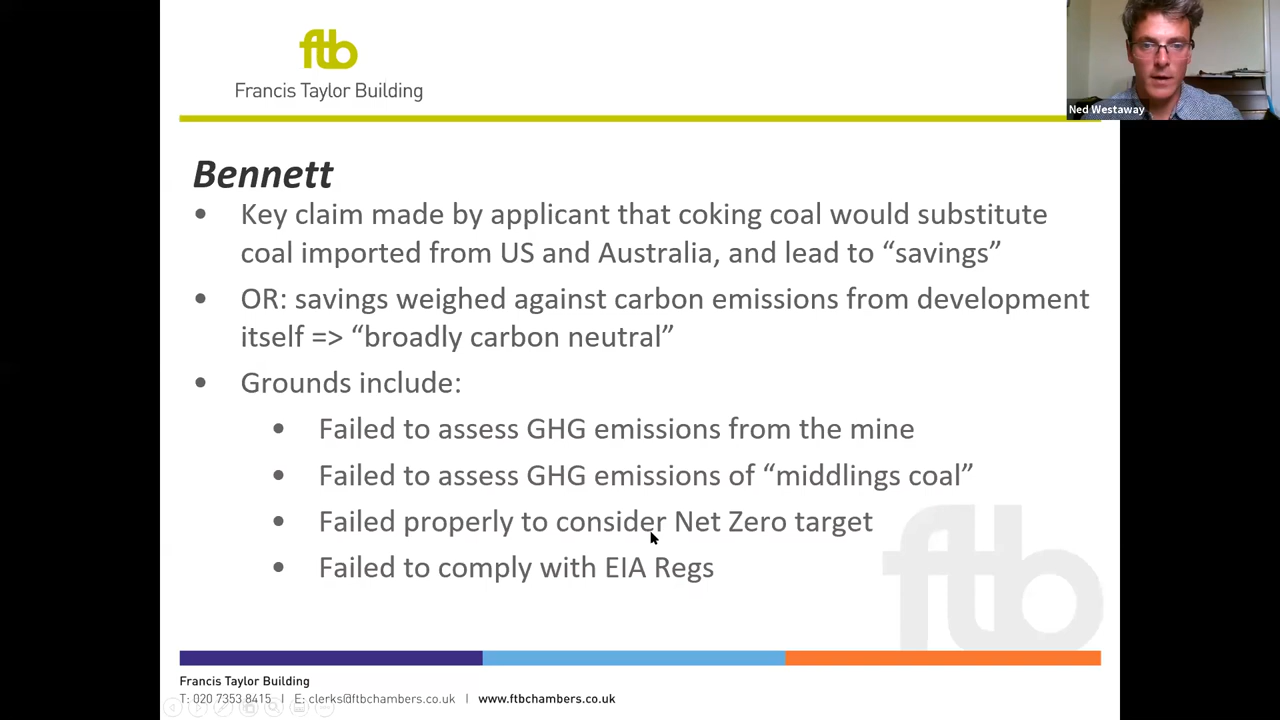 ftb
Francis Taylor Building
Ned Westaway
Bennett
• Key claim made by applicant that coking coal would substitute
coal imported from US and Australia, and lead to “savings”
• OR: savings weighed against carbon emissions from development
itself => “broadly carbon neutral”
• Grounds include:
• Failed to assess GHG emissions from the mine
• Failed to assess GHG emissions of “middlings coal”
• Failed properly to consider Net Zero target
• Failed to comply with EIA Regs
ftb
Francis Taylor Building
T: 020 7353 8415 | E: clerks@ftbchambers.co.uk | www.ftbchambers.co.uk